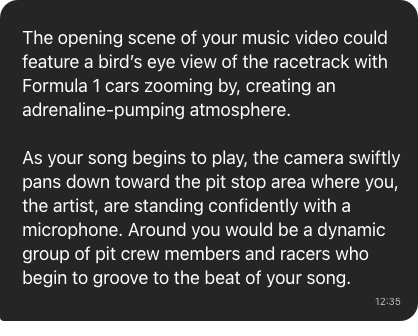 The opening scene of your music video could
feature a bird’s eye view of the racetrack with
Formula 1 cars zooming by, creating an
adrenaline-pumping atmosphere.

As your song begins to play, the camera swiftly
pans down toward the pit stop area where you,
the artist, are standing confidently with a
microphone. Around you would be a dynamic
group of pit crew members and racers who
begin to groove to the beat of your song.
12:35